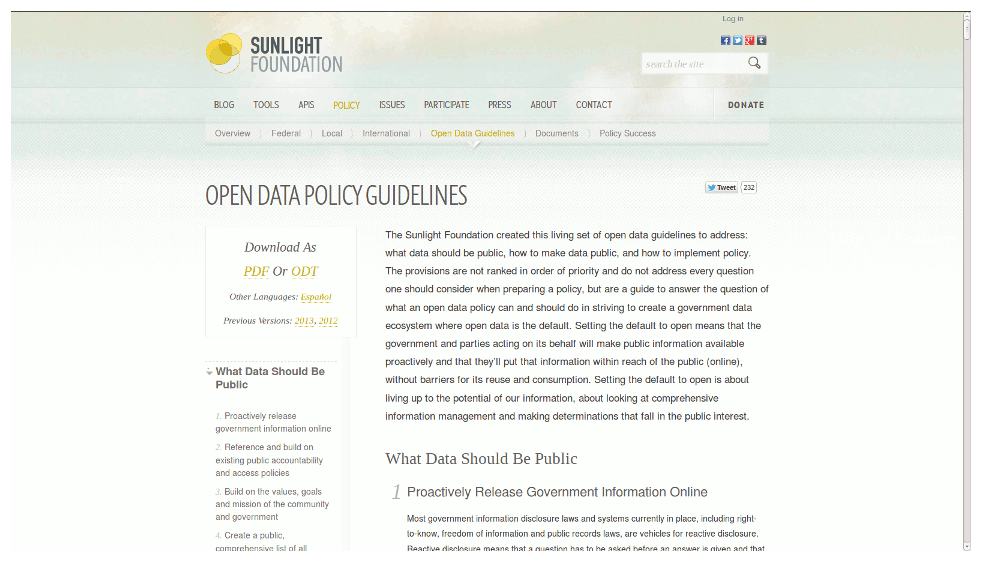 Log in
SUNLIGHT
FOUNDATION
search the site
BLOG TOOLS APIS POLICY ISSUES PARTICIPATE PRESS ABOUT CONTACT DONATE
Overview Federal Local International Open Data Guidelines Documents Policy Success
OPEN DATA POLICY GUIDELINES
Tweet 232
Download As
PDF Or ODT
Other Languages: Español
Previous Versions: 2013, 2012
What Data Should Be
Public
1. Proactively release
government information online
2. Reference and build on
existing public accountability
and access policies
3. Build on the values, goals
and mission of the community
and government
4. Create a public,
comprehensive list of all
The Sunlight Foundation created this living set of open data guidelines to address:
what data should be public, how to make data public, and how to implement policy.
The provisions are not ranked in order of priority and do not address every question
one should consider when preparing a policy, but are a guide to answer the question of
what an open data policy can and should do in striving to create a government data
ecosystem where open data is the default. Setting the default to open means that the
government and parties acting on its behalf will make public information available
proactively and that they'll put that information within reach of the public (online),
without barriers for its reuse and consumption. Setting the default to open is about
living up to the potential of our information, about looking at comprehensive
information management and making determinations that fall in the public interest.
What Data Should Be Public
1 Proactively Release Government Information Online
Most government information disclosure laws and systems currently in place, including right-
to-know, freedom of information and public records laws, are vehicles for reactive disclosure.
Reactive disclosure means that a question has to be asked before an answer is given and that